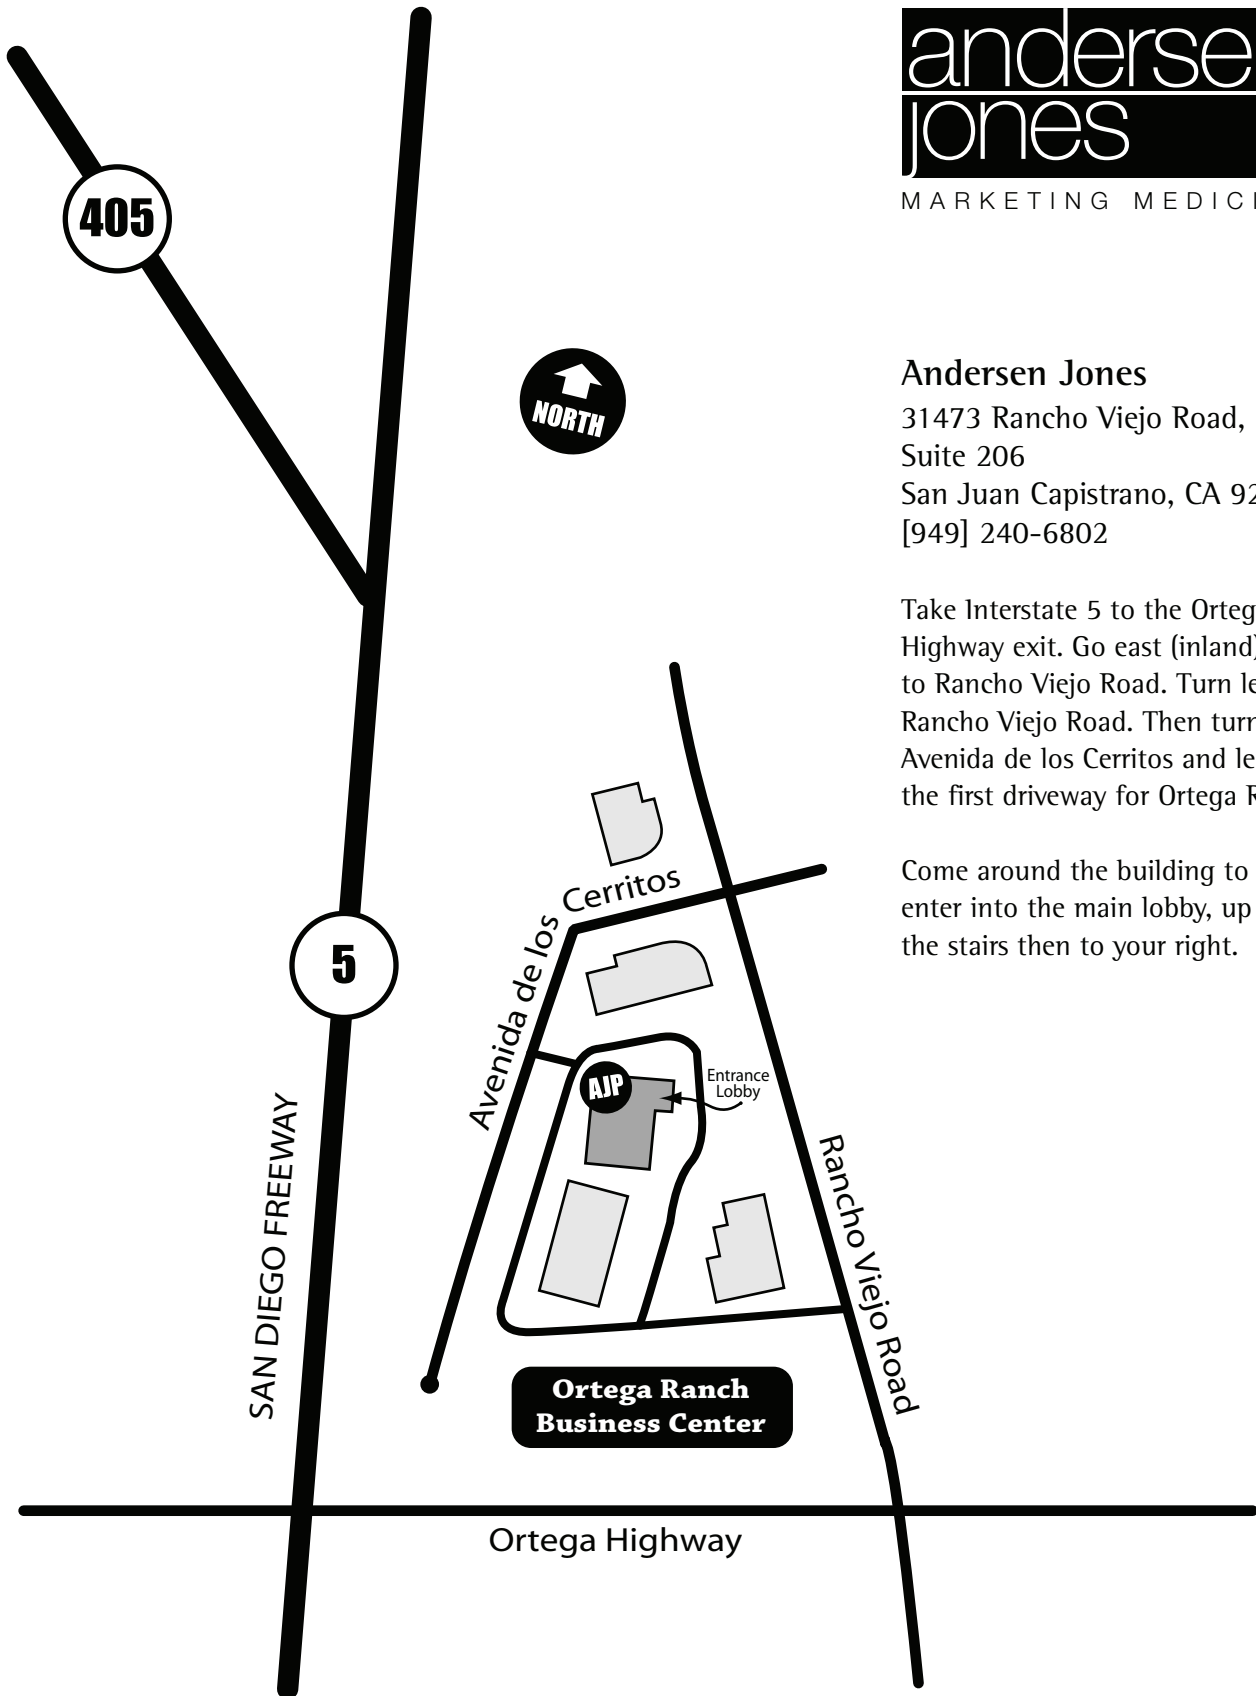 anderse
jones
MARKETING MEDICI
405
NORTH
Andersen Jones
31473 Rancho Viejo Road,
Suite 206
San Juan Capistrano, CA 92
[949] 240-6802
Take Interstate 5 to the Orteg
Highway exit. Go east (inland)
to Rancho Viejo Road. Turn le
Rancho Viejo Road. Then turn
Avenida de los Cerritos and le
the first driveway for Ortega R
Come around the building to
enter into the main lobby, up
the stairs then to your right.
Avenida de los Cerritos
5
AJP
Entrance
Lobby
SAN DIEGO FREEWAY
Rancho Viejo Road
Ortega Ranch
Business Center
Ortega Highway